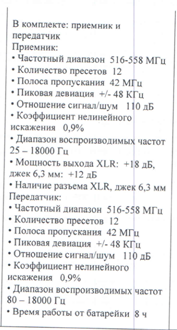 В комплекте: приемник и
передатчик
Приемник:
• Частотный диапазон 516-558 МГц
• Количество пресетов 12
• Полоса пропускания 42 МГц
• Пиковая девиация +/- 48 КГц
• Отношение сигнал/шум 110 дБ
• Коэффициент нелинейного
искажения 0,9%
• Диапазон воспроизводимых частот
25 – 18000 Гц
• Мощность выхода XLR: +18 дБ,
джек 6,3 мм: +12 дБ
• Наличие разъема XLR, джек 6,3 мм
Передатчик:
• Частотный диапазон 516-558 МГц
• Количество пресетов 12
• Полоса пропускания 42 МГц
• Пиковая девиация +/- 48 КГц
• Отношение сигнал/шум 110 дБ
• Коэффициент нелинейного
искажения 0,9%
• Диапазон воспроизводимых частот
80 – 18000 Гц
• Время работы от батарейки 8 ч